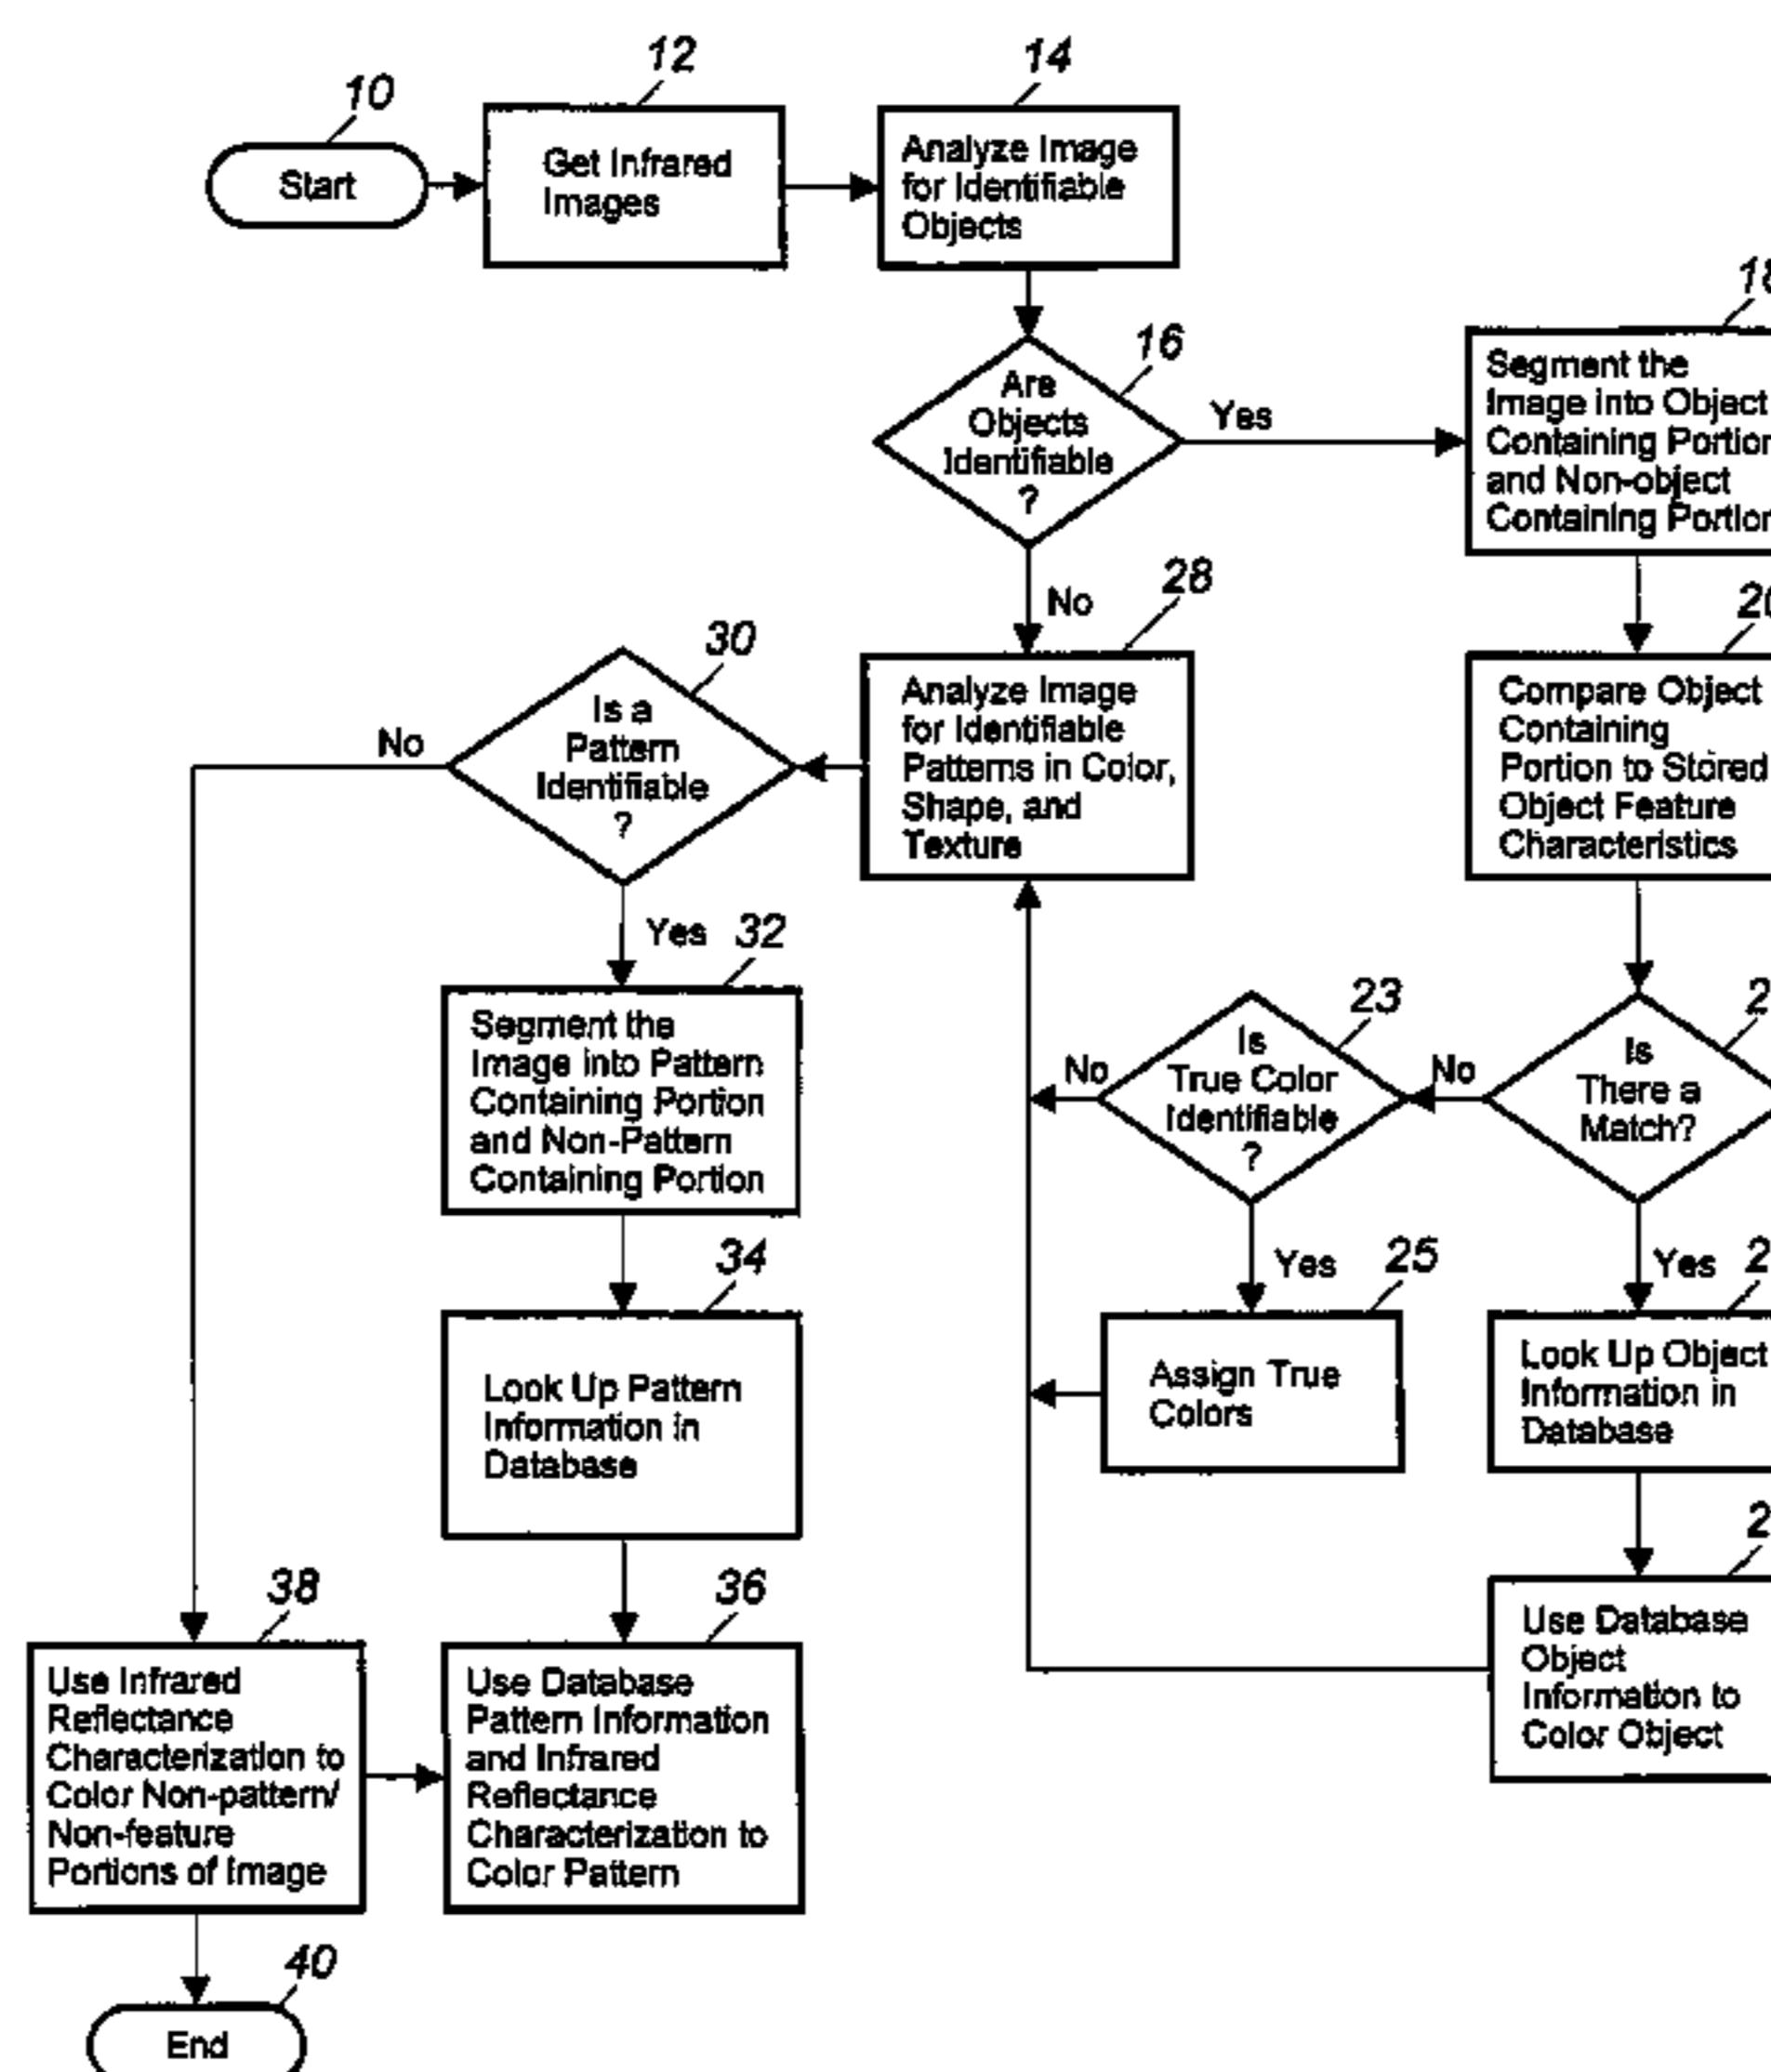 10
Start
12
Get Infrared
Images
14
Analyze Image
for Identifiable
Objects
16
Are
Objects
Identifiable
?
Yes
No
Segment the
Image into Object
Containing
and Non-object
Containing
Compare Object
Containing
Portion to Stored
Object Feature
Characteristics
28
Analyze Image
for Identifiable
Patterns in Color,
Shape, and
Texture
30
Is a
Pattern
Identifiable
?
No
Yes
32
Segment the
Image into Pattern
Containing Portion
and Non-Pattern
Containing Portion
23
Is
True Color
Identifiable
?
No
Yes
Is
There a
Match?
No
Yes
34
Look Up Pattern
Information in
Database
25
Assign True
Colors
Look Up Object
Information in
Database
38
Use Infrared
Reflectance
Characterization to
Color Non-pattern/
Non-feature
Portions of Image
36
Use Database
Pattern Information
and Infrared
Reflectance
Characterization to
Color Pattern
Use Database
Object
Information to
Color Object
40
End